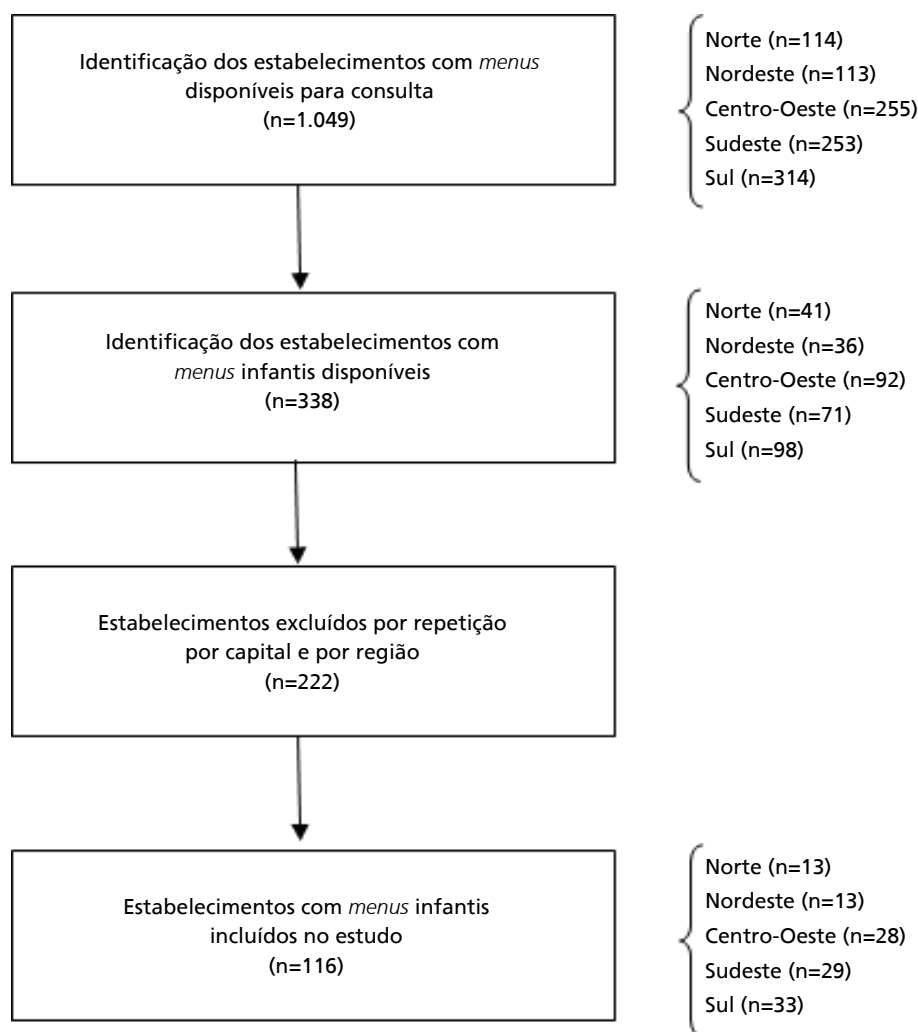 Identificação dos estabelecimentos com menus
disponíveis para consulta
(n=1.049)
Norte (n=114)
Nordeste (n=113)
Centro-Oeste (n=255)
Sudeste (n=253)
Sul (n=314)
Identificação dos estabelecimentos com
menus infantis disponíveis
(n=338)
Norte (n=41)
Nordeste (n=36)
Centro-Oeste (n=92)
Sudeste (n=71)
Sul (n=98)
Estabelecimentos excluídos por repetição
por capital e por região
(n=222)
Estabelecimentos com menus infantis
incluídos no estudo
(n=116)
Norte (n=13)
Nordeste (n=13)
Centro-Oeste (n=28)
Sudeste (n=29)
Sul (n=33)